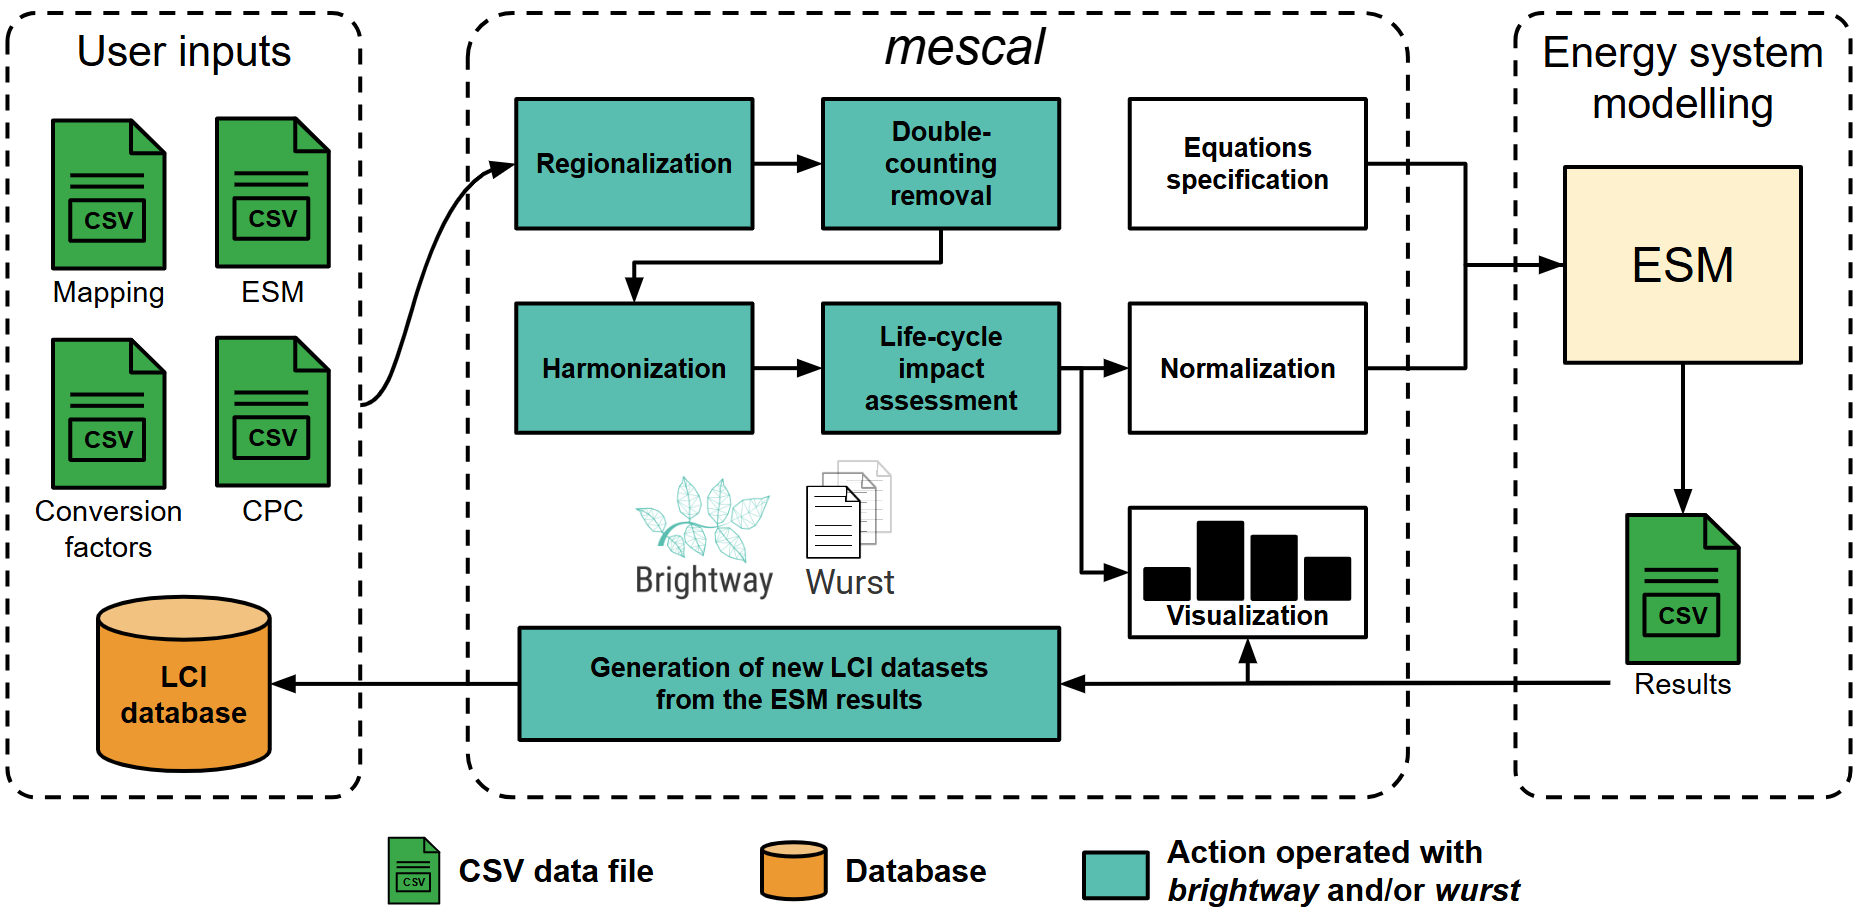 User inputs
CSV
Mapping
CSV
ESM
CSV
Conversion
factors
CSV
CPC
LCI
database
mescal
Regionalization
Double-
counting
removal
Equations
specification
Harmonization
Life-cycle
impact
assessment
Normalization
Brightway
Wurst
Visualization
Generation of new LCI datasets
from the ESM results
Energy system
modelling
ESM
CSV
Results
CSV
CSV data file
Database
Action operated with
brightway and/or wurst